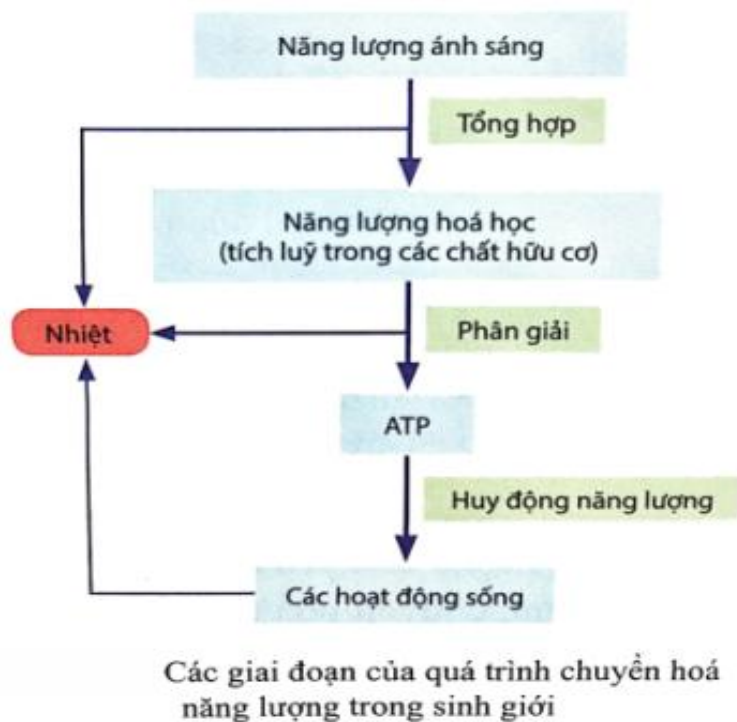 Năng lượng ánh sáng
Tổng hợp
Năng lượng hoá học
(tích luỹ trong các chất hữu cơ)
Nhiệt
Phân giải
ATP
Huy động năng lượng
Các hoạt động sống
Các giai đoạn của quá trình chuyển hoá
năng lượng trong sinh giới